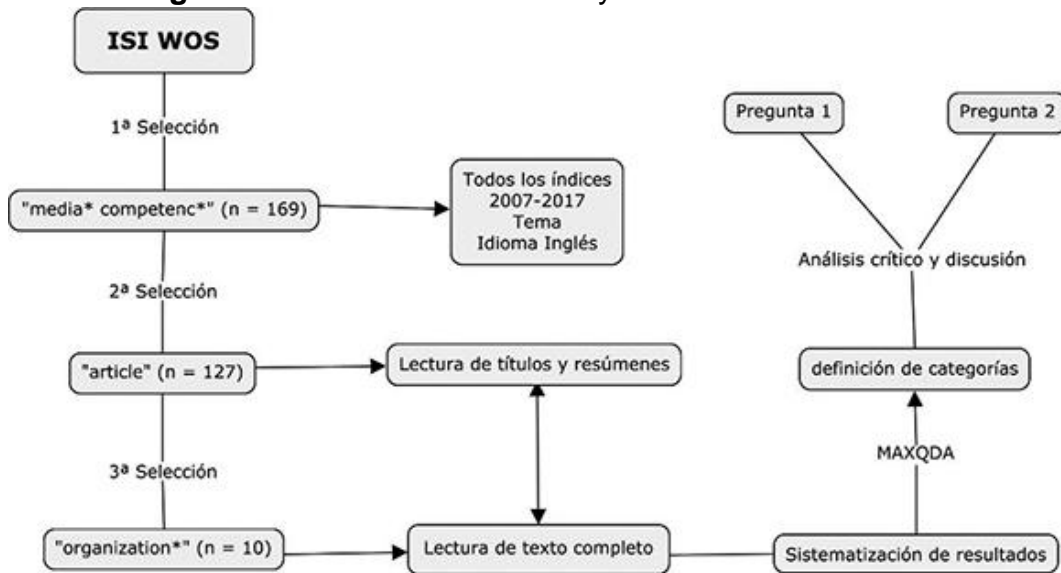 ISI WOS
1ª Selección
"media* competenc*" (n = 169)
Todos los índices
2007-2017
Tema
Idioma Inglés
2ª Selección
"article" (n = 127)
Lectura de títulos y resúmenes
3ª Selección
"organization*" (n = 10)
Lectura de texto completo
Sistematización de resultados
MAXQDA
definición de categorías
Análisis crítico y discusión
Pregunta 1
Pregunta 2